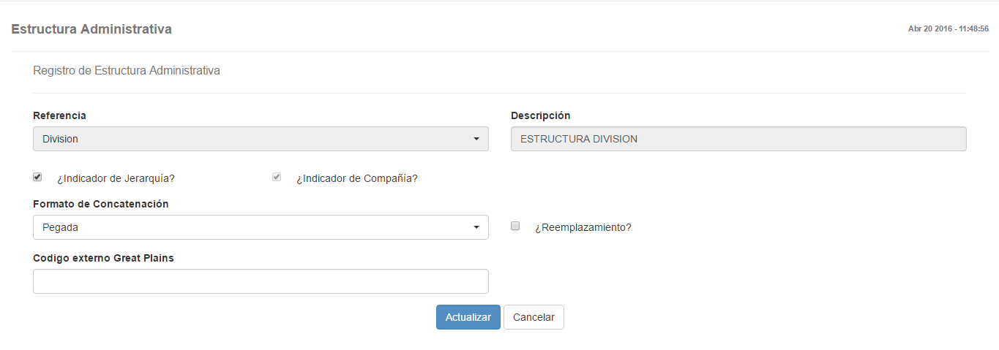 Estructura Administrativa
Abr 20 2016 - 11:48:56
Registro de Estructura Administrativa
Referencia
Descripción
Division
ESTRUCTURA DIVISION
¿Indicador de Jerarquía?
¿Indicador de Compañía?
Formato de Concatenación
Pegada
¿Reemplazamiento?
Codigo externo Great Plains
Actualizar
Cancelar